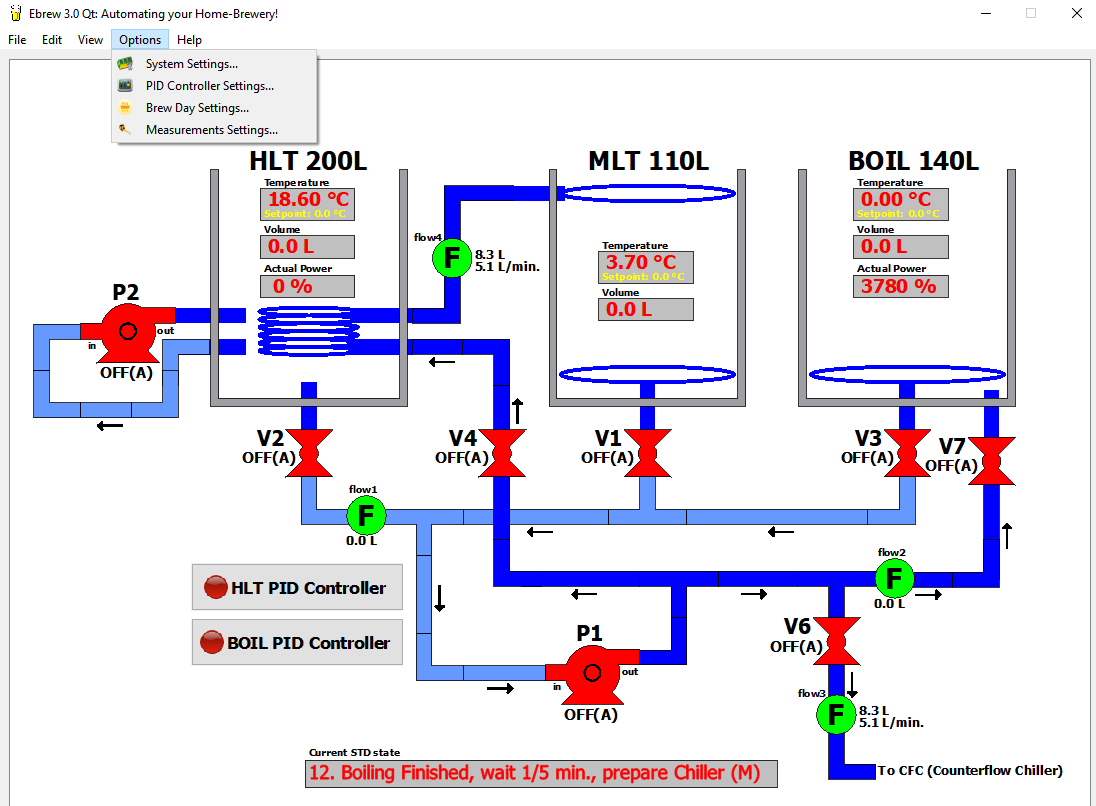 Ebrew 3.0 Qt: Automating your Home-Brewery!
File Edit View Options Help
System Settings...
PID Controller Settings...
Brew Day Settings...
Measurements Settings...
HLT 200L
Temperature
18.60 °C
Setpoint: 0.0 °C
Volume
0.0 L
Actual Power
0 %
MLT 110L
Temperature
3.70 °C
Setpoint: 0.0 °C
Volume
0.0 L
BOIL 140L
Temperature
0.00 °C
Setpoint: 0.0 °C
Volume
0.0 L
Actual Power
3780 %
flow4
F
8.3 L
5.1 L/min.
P2
out
in
OFF(A)
V2
OFF(A)
V4
OFF(A)
V1
OFF(A)
V3
OFF(A)
V7
OFF(A)
flow1
F
0.0 L
flow2
F
0.0 L
HLT PID Controller
BOIL PID Controller
P1
out
in
OFF(A)
V6
OFF(A)
flow3
F
8.3 L
5.1 L/min.
To CFC (Counterflow Chiller)
Current STD state
12. Boiling Finished, wait 1/5 min., prepare Chiller (M)